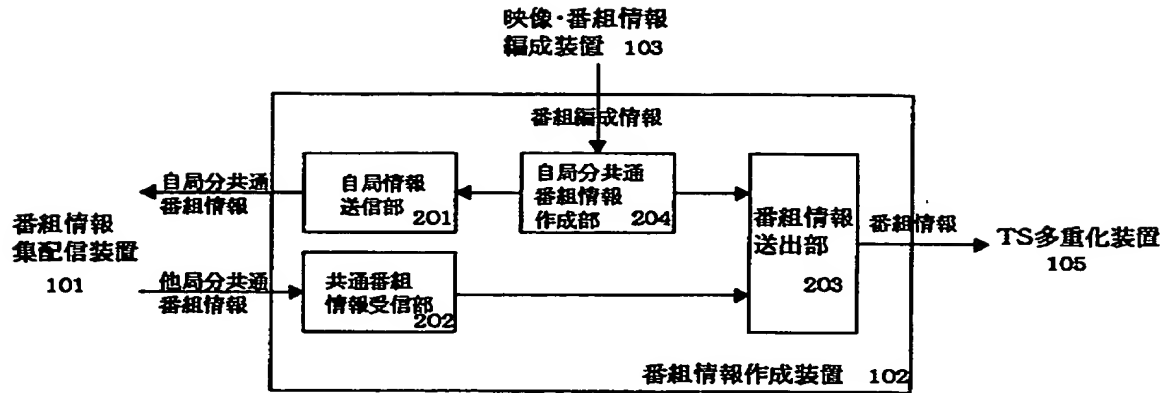 映像・番組情報
編成装置 103
番組編成情報
自局分共通
番組情報
自局情報
送信部
201
自局分共通
番組情報
作成部
204
番組情報
集配信装置
101
番組情報
送出部
203
番組情報
TS多重化装置
105
他局分共通
番組情報
共通番組
情報受信部
202
番組情報作成装置 102